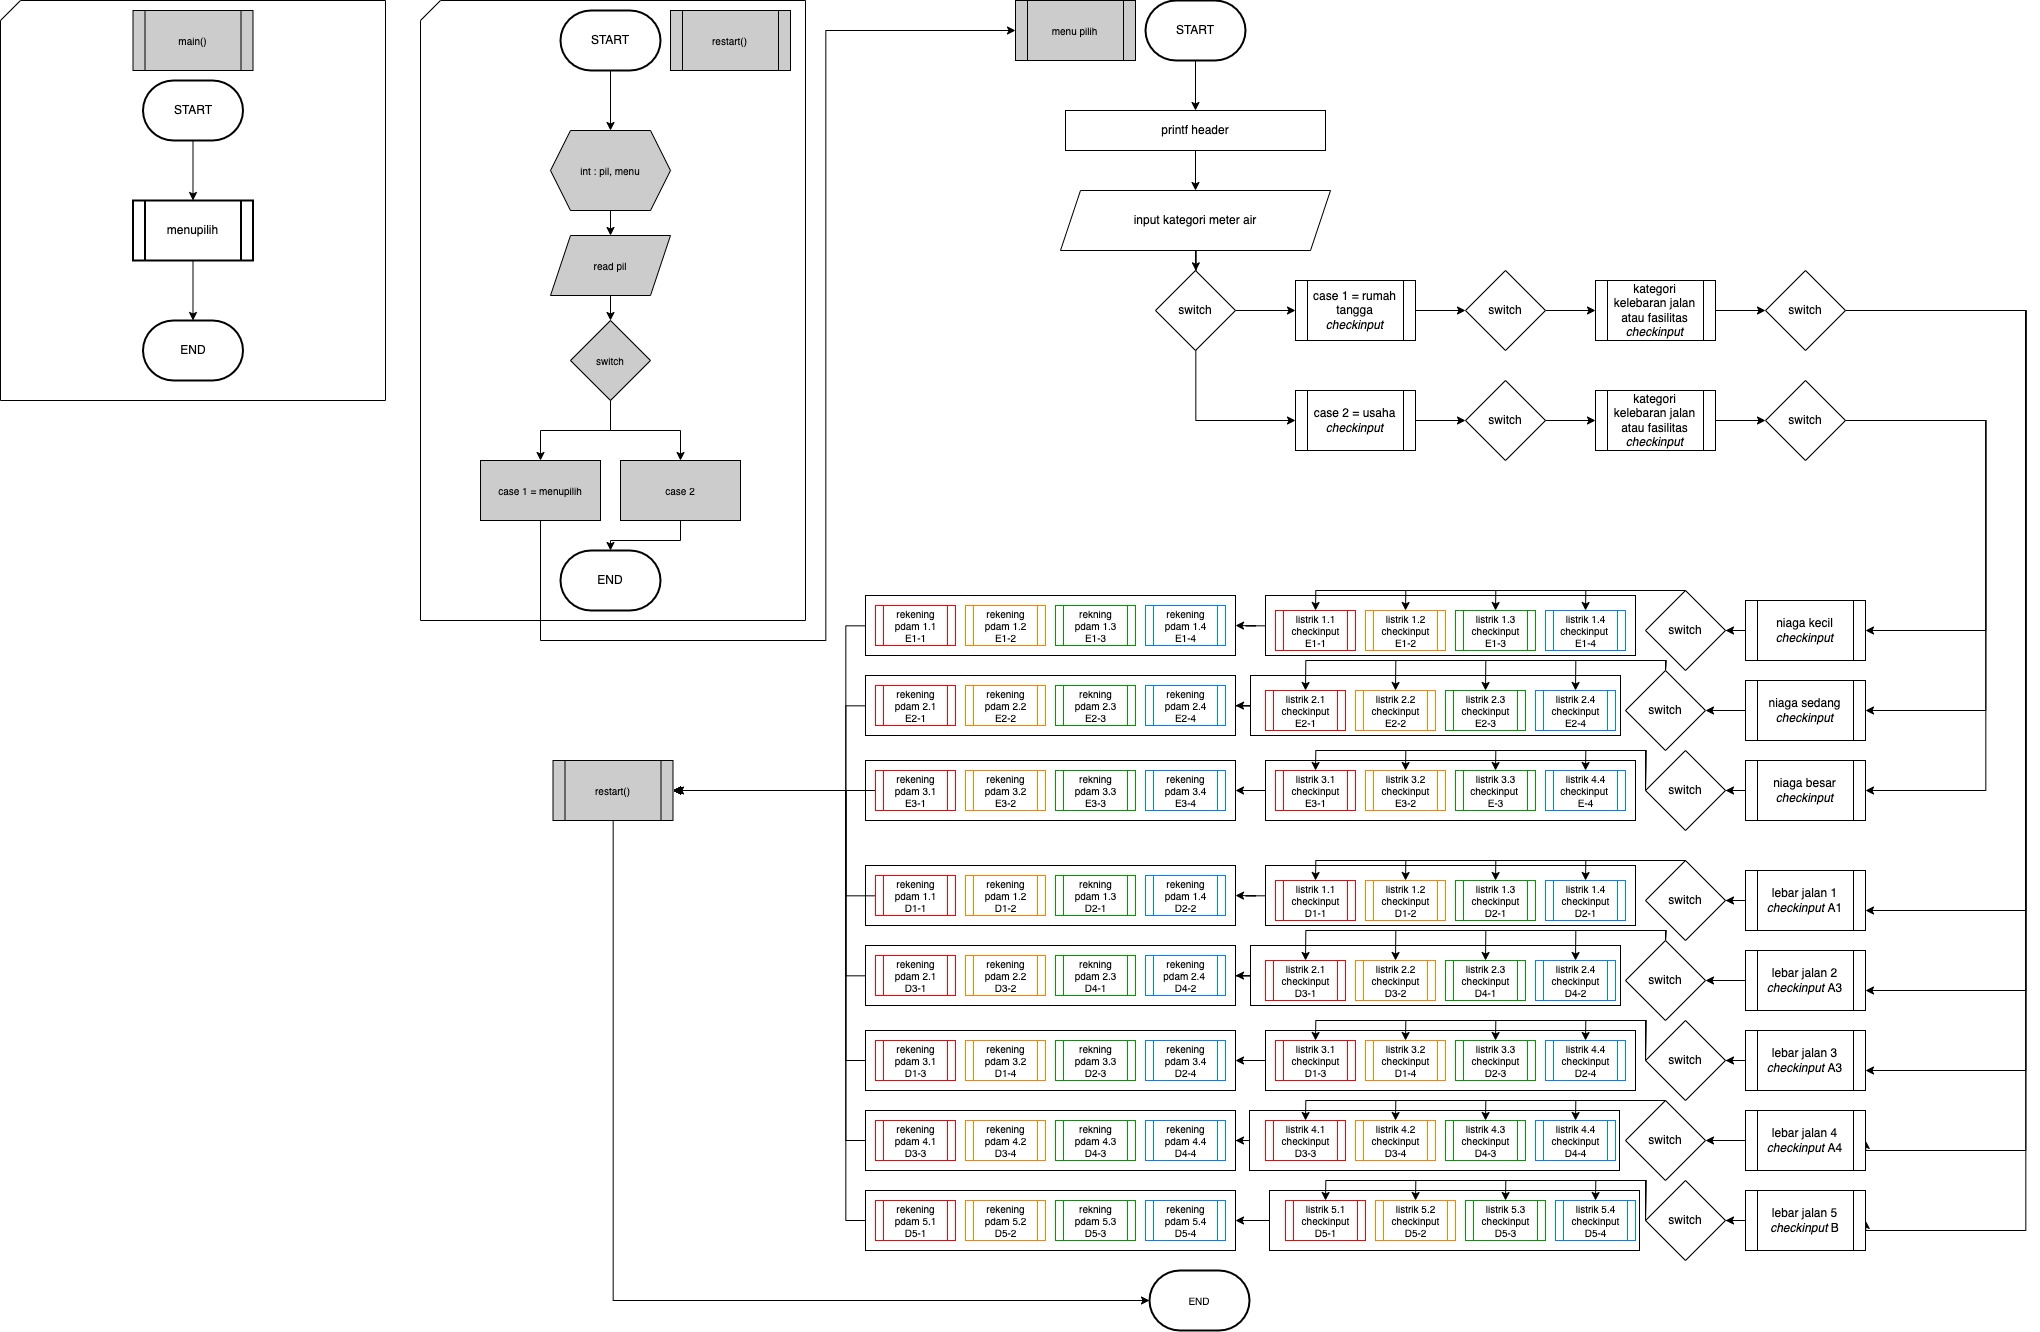 main()
START
menupilih
END
START
restart()
int : pil, menu
read pil
switch
case 1 = menupilih
case 2
END
menu pilih
START
printf header
input kategori meter air
switch
case 1 = rumah
tangga
checkinput
switch
kategori
kelebaran jalan
atau fasilitas
checkinput
switch
case 2 = usaha
checkinput
switch
kategori
kelebaran jalan
atau fasilitas
checkinput
switch
rekening
pdam 1.1
E1-1
rekening
pdam 1.2
E1-2
rekning
pdam 1.3
E1-3
rekening
pdam 1.4
E1-4
listrik 1.1
checkinput
E1-1
listrik 1.2
checkinput
E1-2
listrik 1.3
checkinput
E1-3
listrik 1.4
checkinput
E1-4
switch
niaga kecil
checkinput
rekening
pdam 2.1
E2-1
rekening
pdam 2.2
E2-2
rekening
pdam 2.3
E2-3
rekening
pdam 2.4
E2-4
listrik 2.1
checkinput
E2-1
listrik 2.2
checkinput
E2-2
listrik 2.3
checkinput
E2-3
listrik 2.4
checkinput
E2-4
switch
niaga sedang
checkinput
restart()
rekening
pdam 3.1
E3-1
rekening
pdam 3.2
E3-2
rekning
pdam 3.3
E3-3
rekening
pdam 3.4
E3-4
listrik 3.1
checkinput
E3-1
listrik 3.2
checkinput
E3-2
listrik 3.3
checkinput
E-3
listrik 4.4
checkinput
E-4
switch
niaga besar
checkinput
rekening
pdam 1.1
D1-1
rekening
pdam 1.2
D1-2
rekning
pdam 1.3
D2-1
rekening
pdam 1.4
D2-2
listrik 1.1
checkinput
D1-1
listrik 1.2
checkinput
D1-2
listrik 1.3
checkinput
D2-1
listrik 1.4
checkinput
D2-1
switch
lebar jalan 1
checkinput A1
rekening
pdam 2.1
D3-1
rekening
pdam 2.2
D3-2
rekening
pdam 2.3
D4-1
rekening
pdam 2.4
D4-2
listrik 2.1
checkinput
D3-1
listrik 2.2
checkinput
D3-2
listrik 2.3
checkinput
D4-1
listrik 2.4
checkinput
D4-2
switch
lebar jalan 2
checkinput A3
rekening
pdam 3.1
D1-3
rekening
pdam 3.2
D1-4
rekning
pdam 3.3
D2-3
rekening
pdam 3.4
D2-4
listrik 3.1
checkinput
D1-3
listrik 3.2
checkinput
D1-4
listrik 3.3
checkinput
D2-3
listrik 4.4
checkinput
D2-4
switch
lebar jalan 3
checkinput A3
rekening
pdam 4.1
D3-3
rekening
pdam 4.2
D3-4
rekning
pdam 4.3
D4-3
rekening
pdam 4.4
D4-4
listrik 4.1
checkinput
D3-3
listrik 4.2
checkinput
D3-4
listrik 4.3
checkinput
D4-3
listrik 4.4
checkinput
D4-4
switch
lebar jalan 4
checkinput A4
rekening
pdam 5.1
D5-1
rekening
pdam 5.2
D5-2
rekning
pdam 5.3
D5-3
rekening
pdam 5.4
D5-4
listrik 5.1
checkinput
D5-1
listrik 5.2
checkinput
D5-2
listrik 5.3
checkinput
D5-3
listrik 5.4
checkinput
D5-4
switch
lebar jalan 5
checkinput B
END